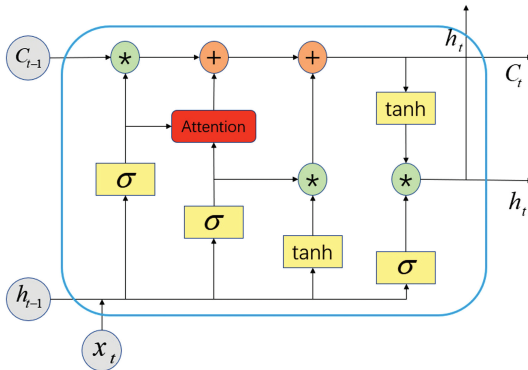 h_t
C_{t-1}
*
+
+
C_t
tanh
Attention
σ
*
*
h_t
σ
tanh
σ
h_{t-1}
x_t